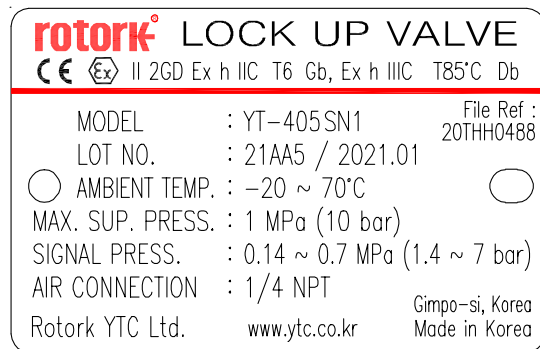 rotork LOCK UP VALVE
CE Ex II 2GD Ex h IIC T6 Gb, Ex h IIIC T85°C Db
File Ref :
20THH0488
MODEL : YT-405SN1
LOT NO. : 21AA5 / 2021.01
AMBIENT TEMP. : -20 ~ 70°C
MAX. SUP. PRESS. : 1 MPa (10 bar)
SIGNAL PRESS. : 0.14 ~ 0.7 MPa (1.4 ~ 7 bar)
AIR CONNECTION : 1/4 NPT
Rotork YTC Ltd. www.ytc.co.kr
Gimpo-si, Korea
Made in Korea